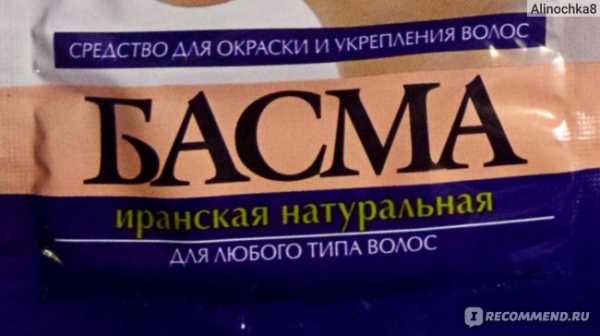 Alinochka8
СРЕДСТВО ДЛЯ ОКРАСКИ И УКРЕПЛЕНИЯ ВОЛОС
БАСМА
иранская натуральная
ДЛЯ ЛЮБОГО ТИПА ВОЛОС
IRECOMMEND.RU